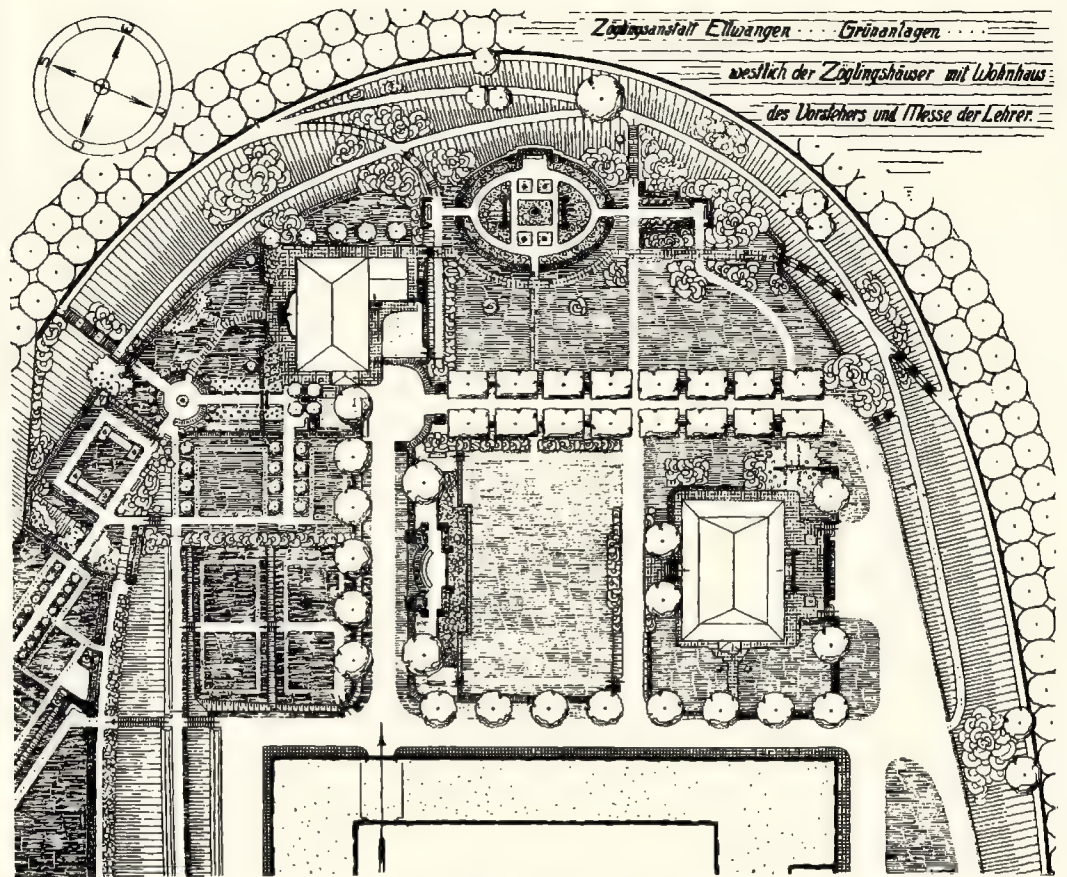 Zöglingsanstalt Ellwangen . . . . Grünanlagen
westlich der Zöglingshäuser mit Wohnhaus
des Vorstehers und Messe der Lehrer.